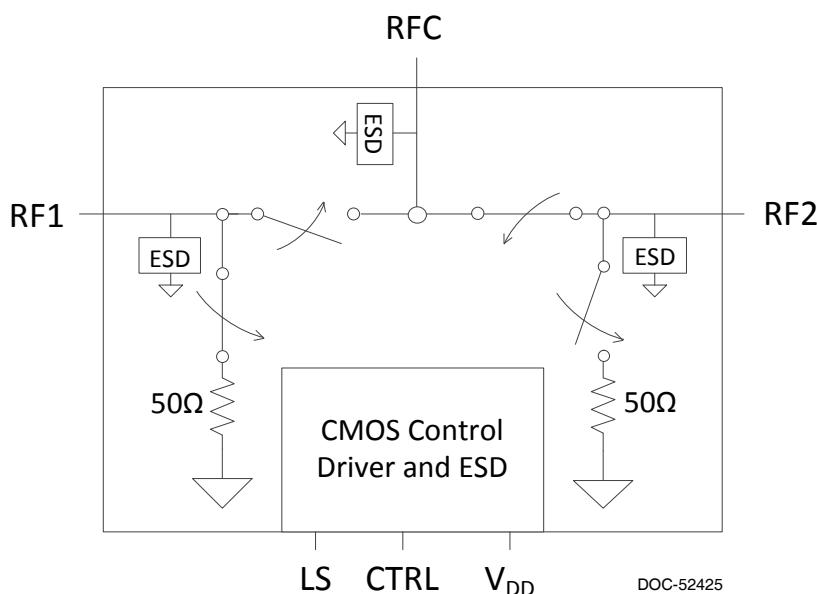 RFC
ESD
RF1
RF2
ESD
ESD
50Ω
50Ω
CMOS Control
Driver and ESD
LS CTRL VDD
DOC-52425